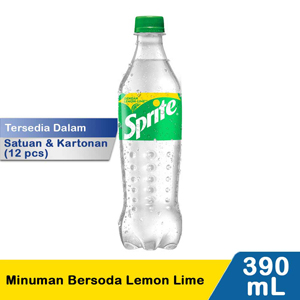 Tersedia Dalam
Satuan & Kartonan
(12 pcs)
Sprite
Minuman Bersoda Lemon Lime
390
mL